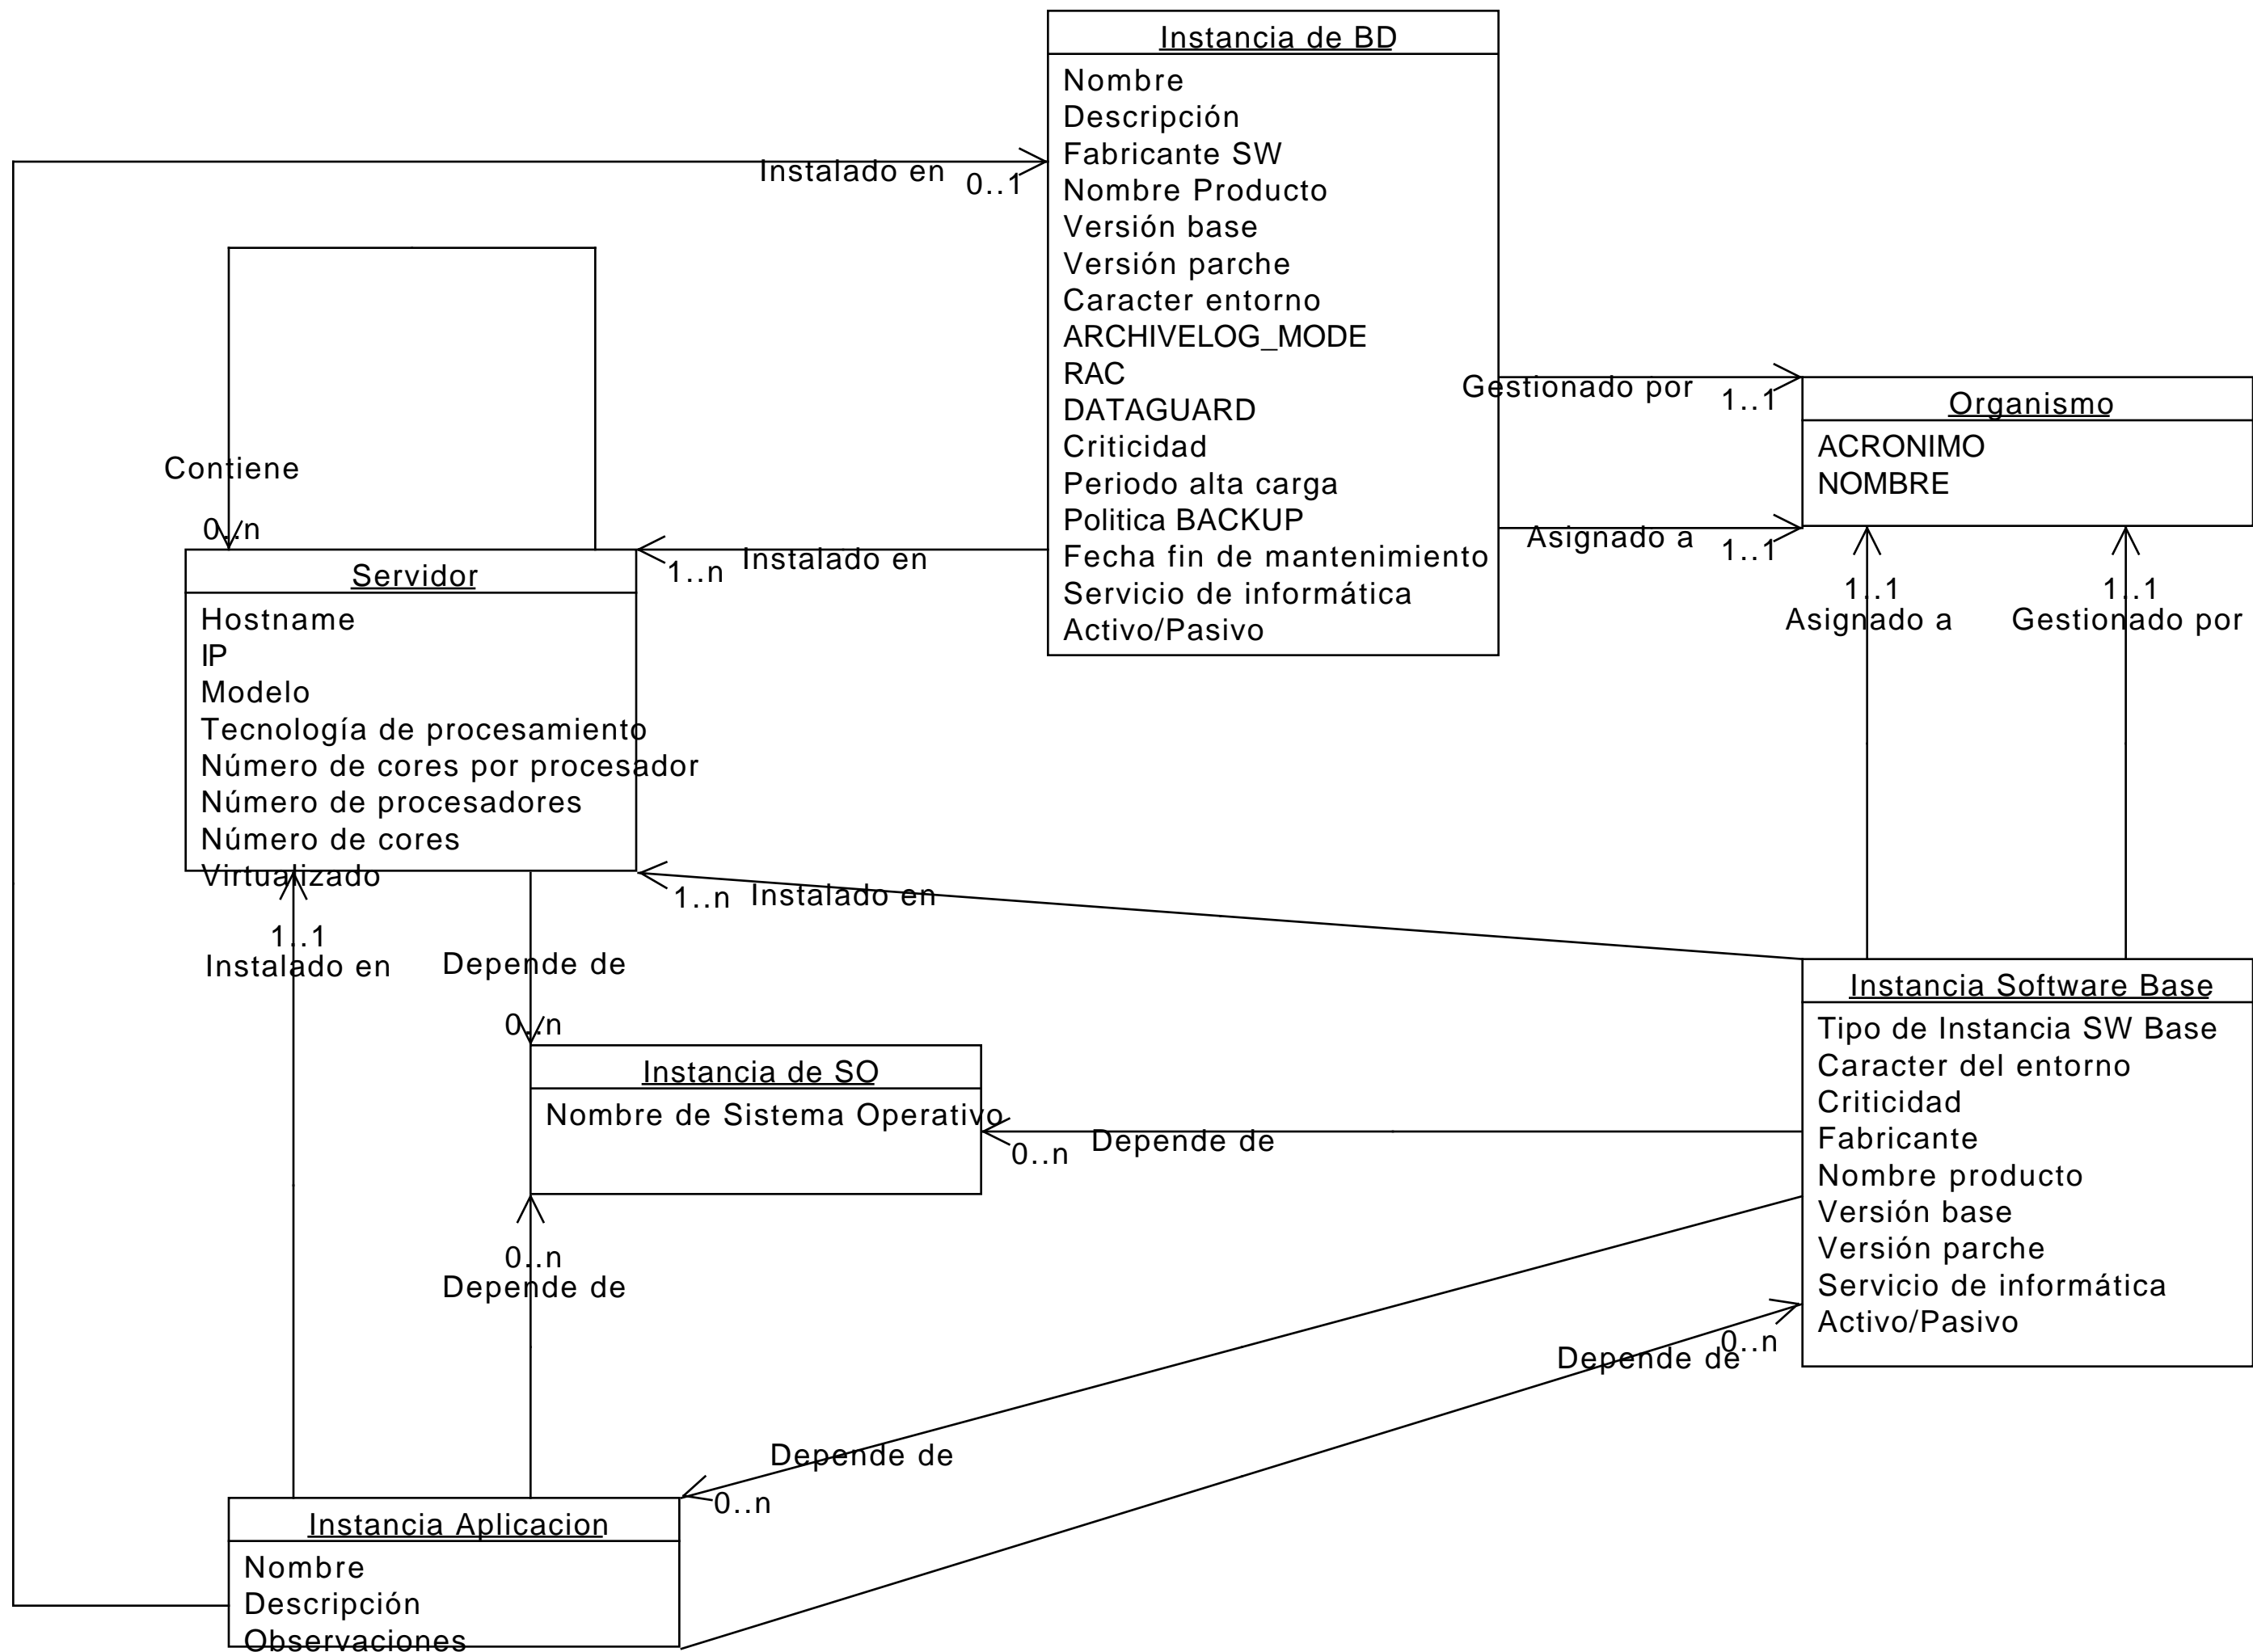 Instancia de BD
Nombre
Descripción
Fabricante SW
Nombre Producto
Versión base
Versión parche
Caracter entorno
ARCHIVELOG_MODE
RAC
DATAGUARD
Criticidad
Periodo alta carga
Politica BACKUP
Fecha fin de mantenimiento
Servicio de informática
Activo/Pasivo
Instalado en
0..1
Gestionado por
1..1
Organismo
ACRONIMO
NOMBRE
Asignado a
1..1
Contiene
0..n
1..n
Instalado en
Servidor
Hostname
IP
Modelo
Tecnología de procesamiento
Número de cores por procesador
Número de procesadores
Número de cores
Virtualizado
1..1
Asignado a
1..1
Gestionado por
1..n
Instalado en
1..1
Instalado en
Depende de
0..n
Instancia de SO
Nombre de Sistema Operativo
0..n
Depende de
Instancia Software Base
Tipo de Instancia SW Base
Caracter del entorno
Criticidad
Fabricante
Nombre producto
Versión base
Versión parche
Servicio de informática
Activo/Pasivo
0..n
Depende de
0..n
Depende de
Depende de
0..n
Instancia Aplicacion
Nombre
Descripción
Observaciones